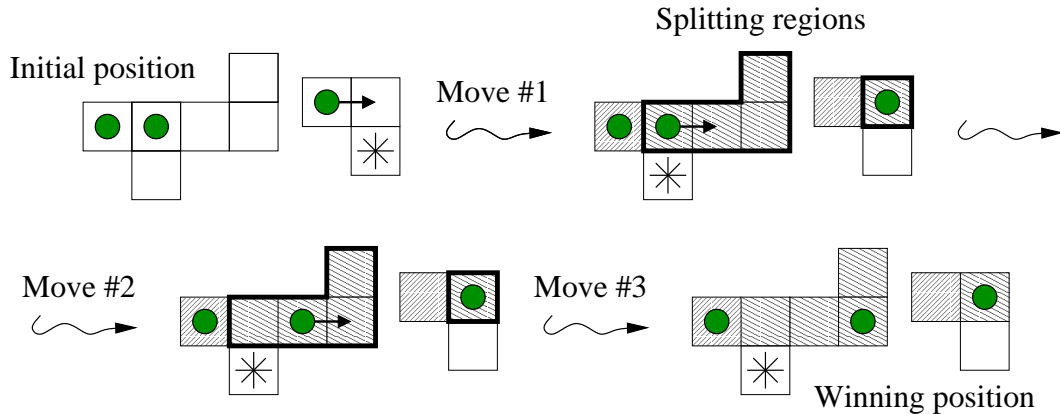 Splitting regions
Initial position
Move #1
Move #2
Move #3
Winning position